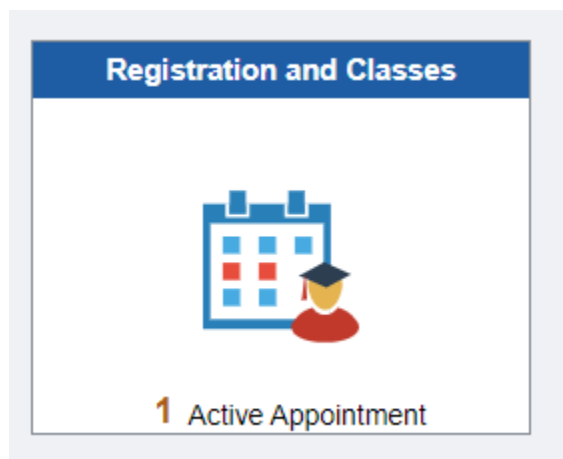 Registration and Classes
1 Active Appointment